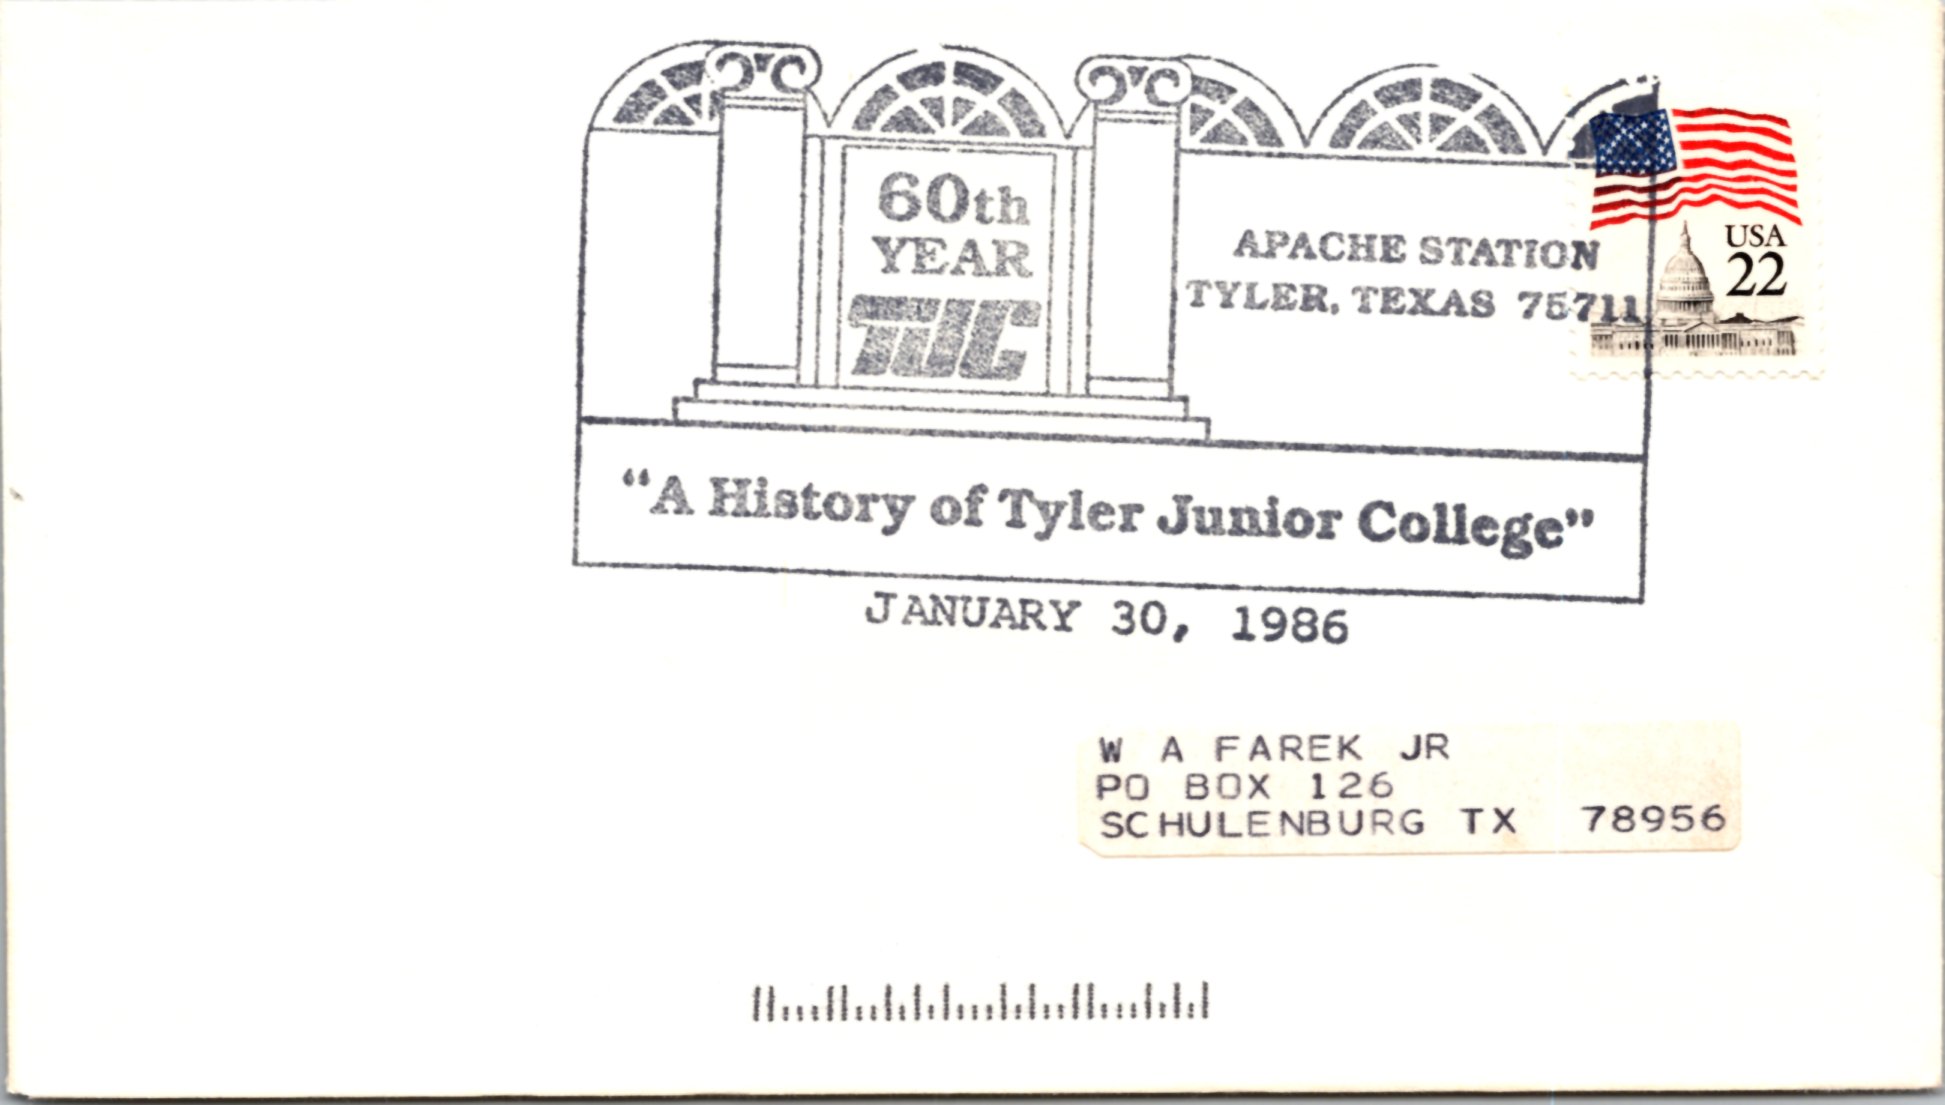 60th
YEAR
TJC
APACHE STATION
TYLER, TEXAS 75711
USA
22
"A History of Tyler Junior College"
JANUARY 30, 1986
W A FAREK JR
PO BOX 126
SCHULENBURG TX 78956